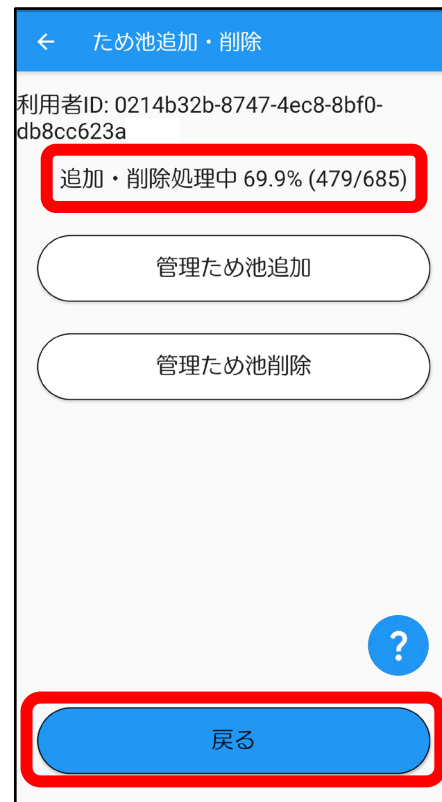 ← ため池追加・削除
利用者ID: 0214b32b-8747-4ec8-8bf0-
db8cc623a
追加・削除処理中 69.9% (479/685)
管理ため池追加
管理ため池削除
?
戻る